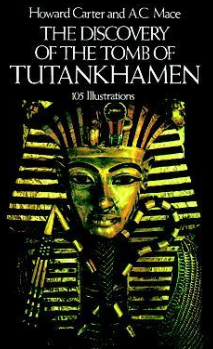 Howard Carter and A.C. Mace
THE DISCOVERY
OF THE TOMB OF
TUTANKHAMEN
105 Illustrations